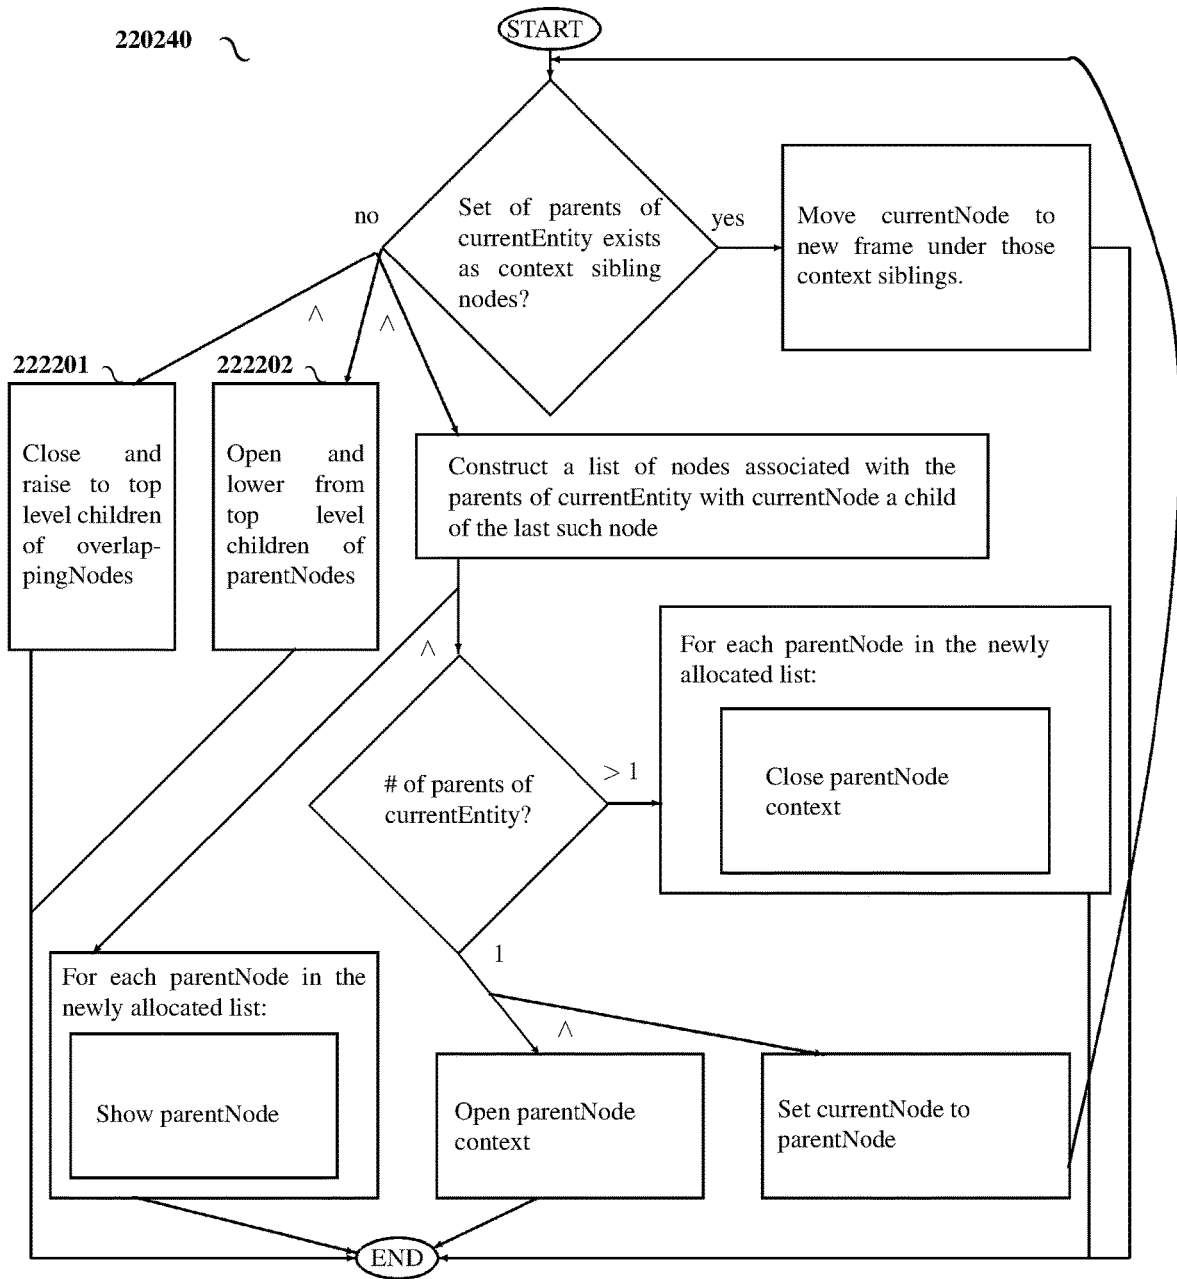 220240
START
no
Set of parents of
currentEntity exists
as context sibling
nodes?
yes
Move currentNode to
new frame under those
context siblings.
∧
∧
222201
222202
Close and
raise to top
level children
of overlap-
pingNodes
Open and
lower from
top level
children of
parentNodes
Construct a list of nodes associated with the
parents of currentEntity with currentNode a child
of the last such node
∧
# of parents of
currentEntity?
> 1
For each parentNode in the newly
allocated list:
Close parentNode
context
1
∧
For each parentNode in the
newly allocated list:
Show parentNode
Open parentNode
context
Set currentNode to
parentNode
END